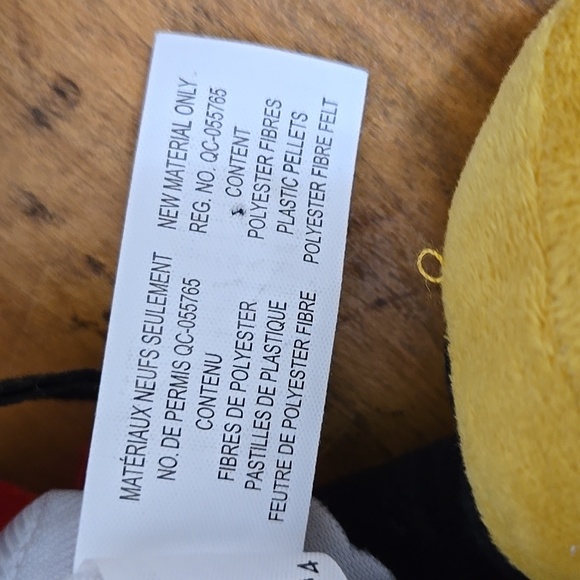 MATÉRIAUX NEUFS SEULEMENT
NO. DE PERMIS QC-055765
CONTENU
FIBRES DE POLYESTER
PASTILLES DE PLASTIQUE
FEUTRE DE POLYESTER FIBRE
NEW MATERIAL ONLY
REG. NO. QC-055765
CONTENT
POLYESTER FIBRES
PLASTIC PELLETS
POLYESTER FIBRE FELT